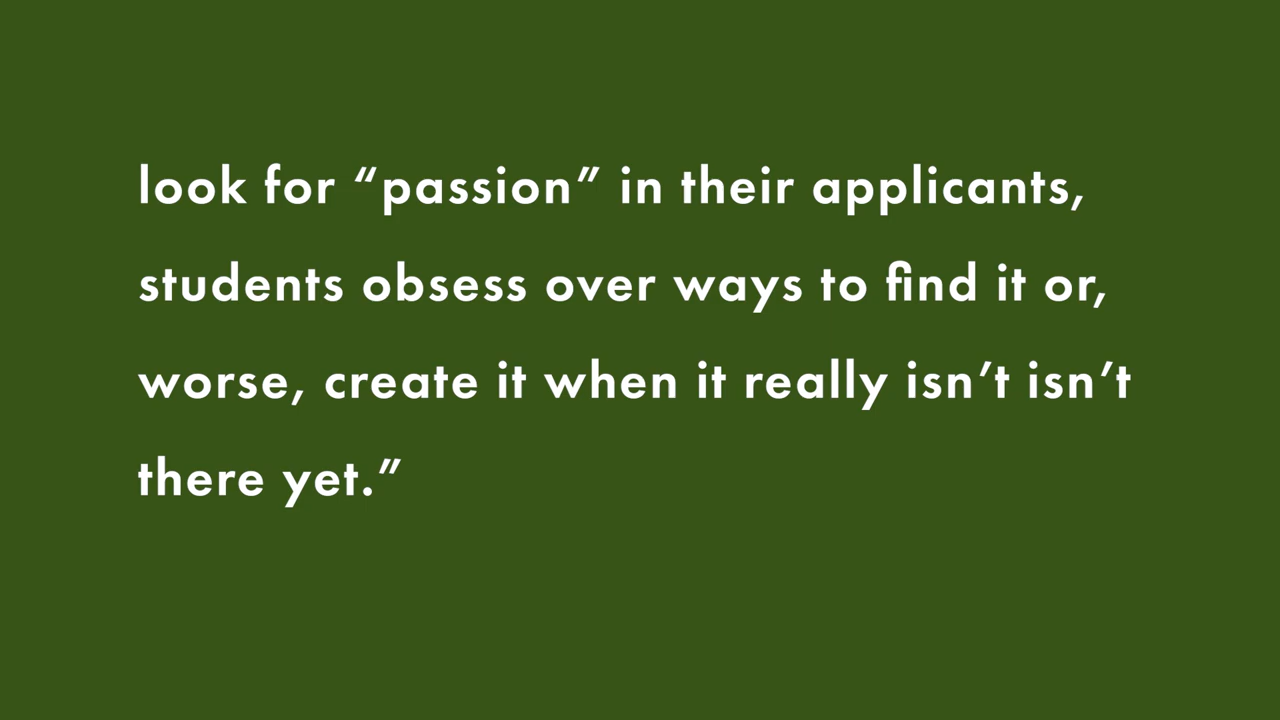 look for “passion” in their applicants,
students obsess over ways to find it or,
worse, create it when it really isn’t isn’t
there yet.”